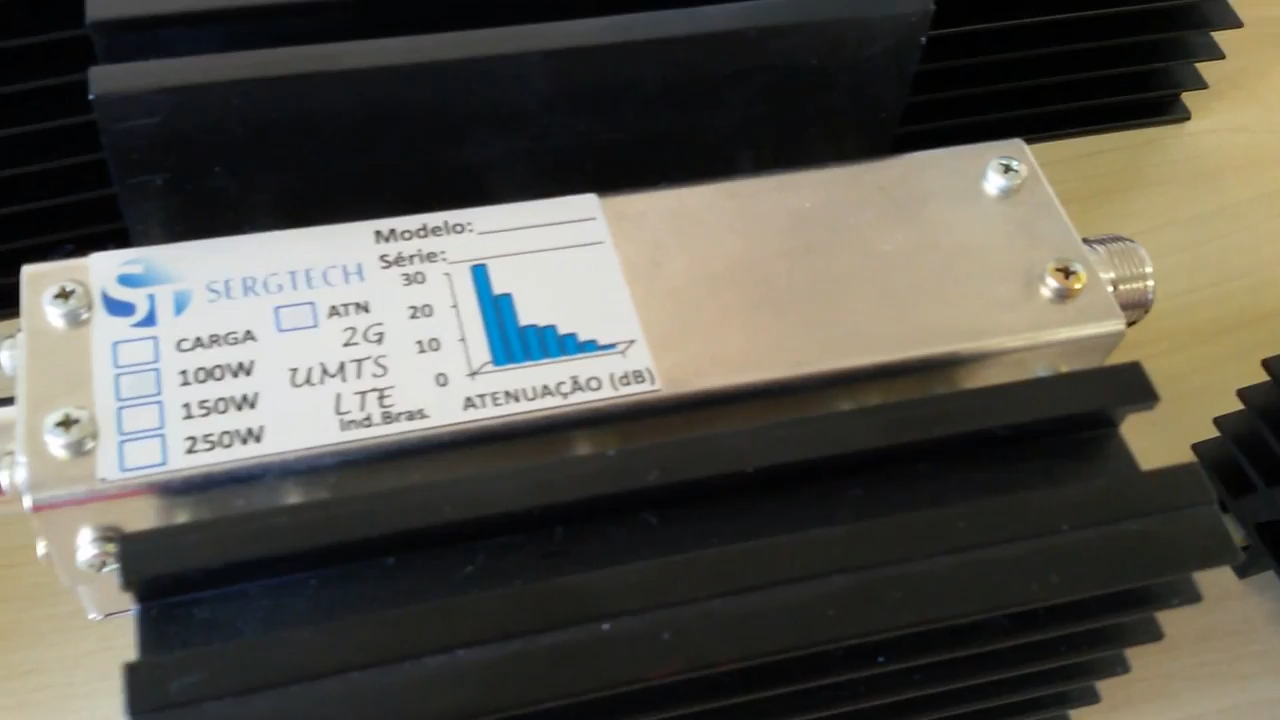 Modelo:
Série:
ST SERGTECH
ATN
CARGA
100W
150W
250W
2G
UMTS
LTE
Ind.Bras.
30
20
10
0
ATENUAÇÃO (dB)